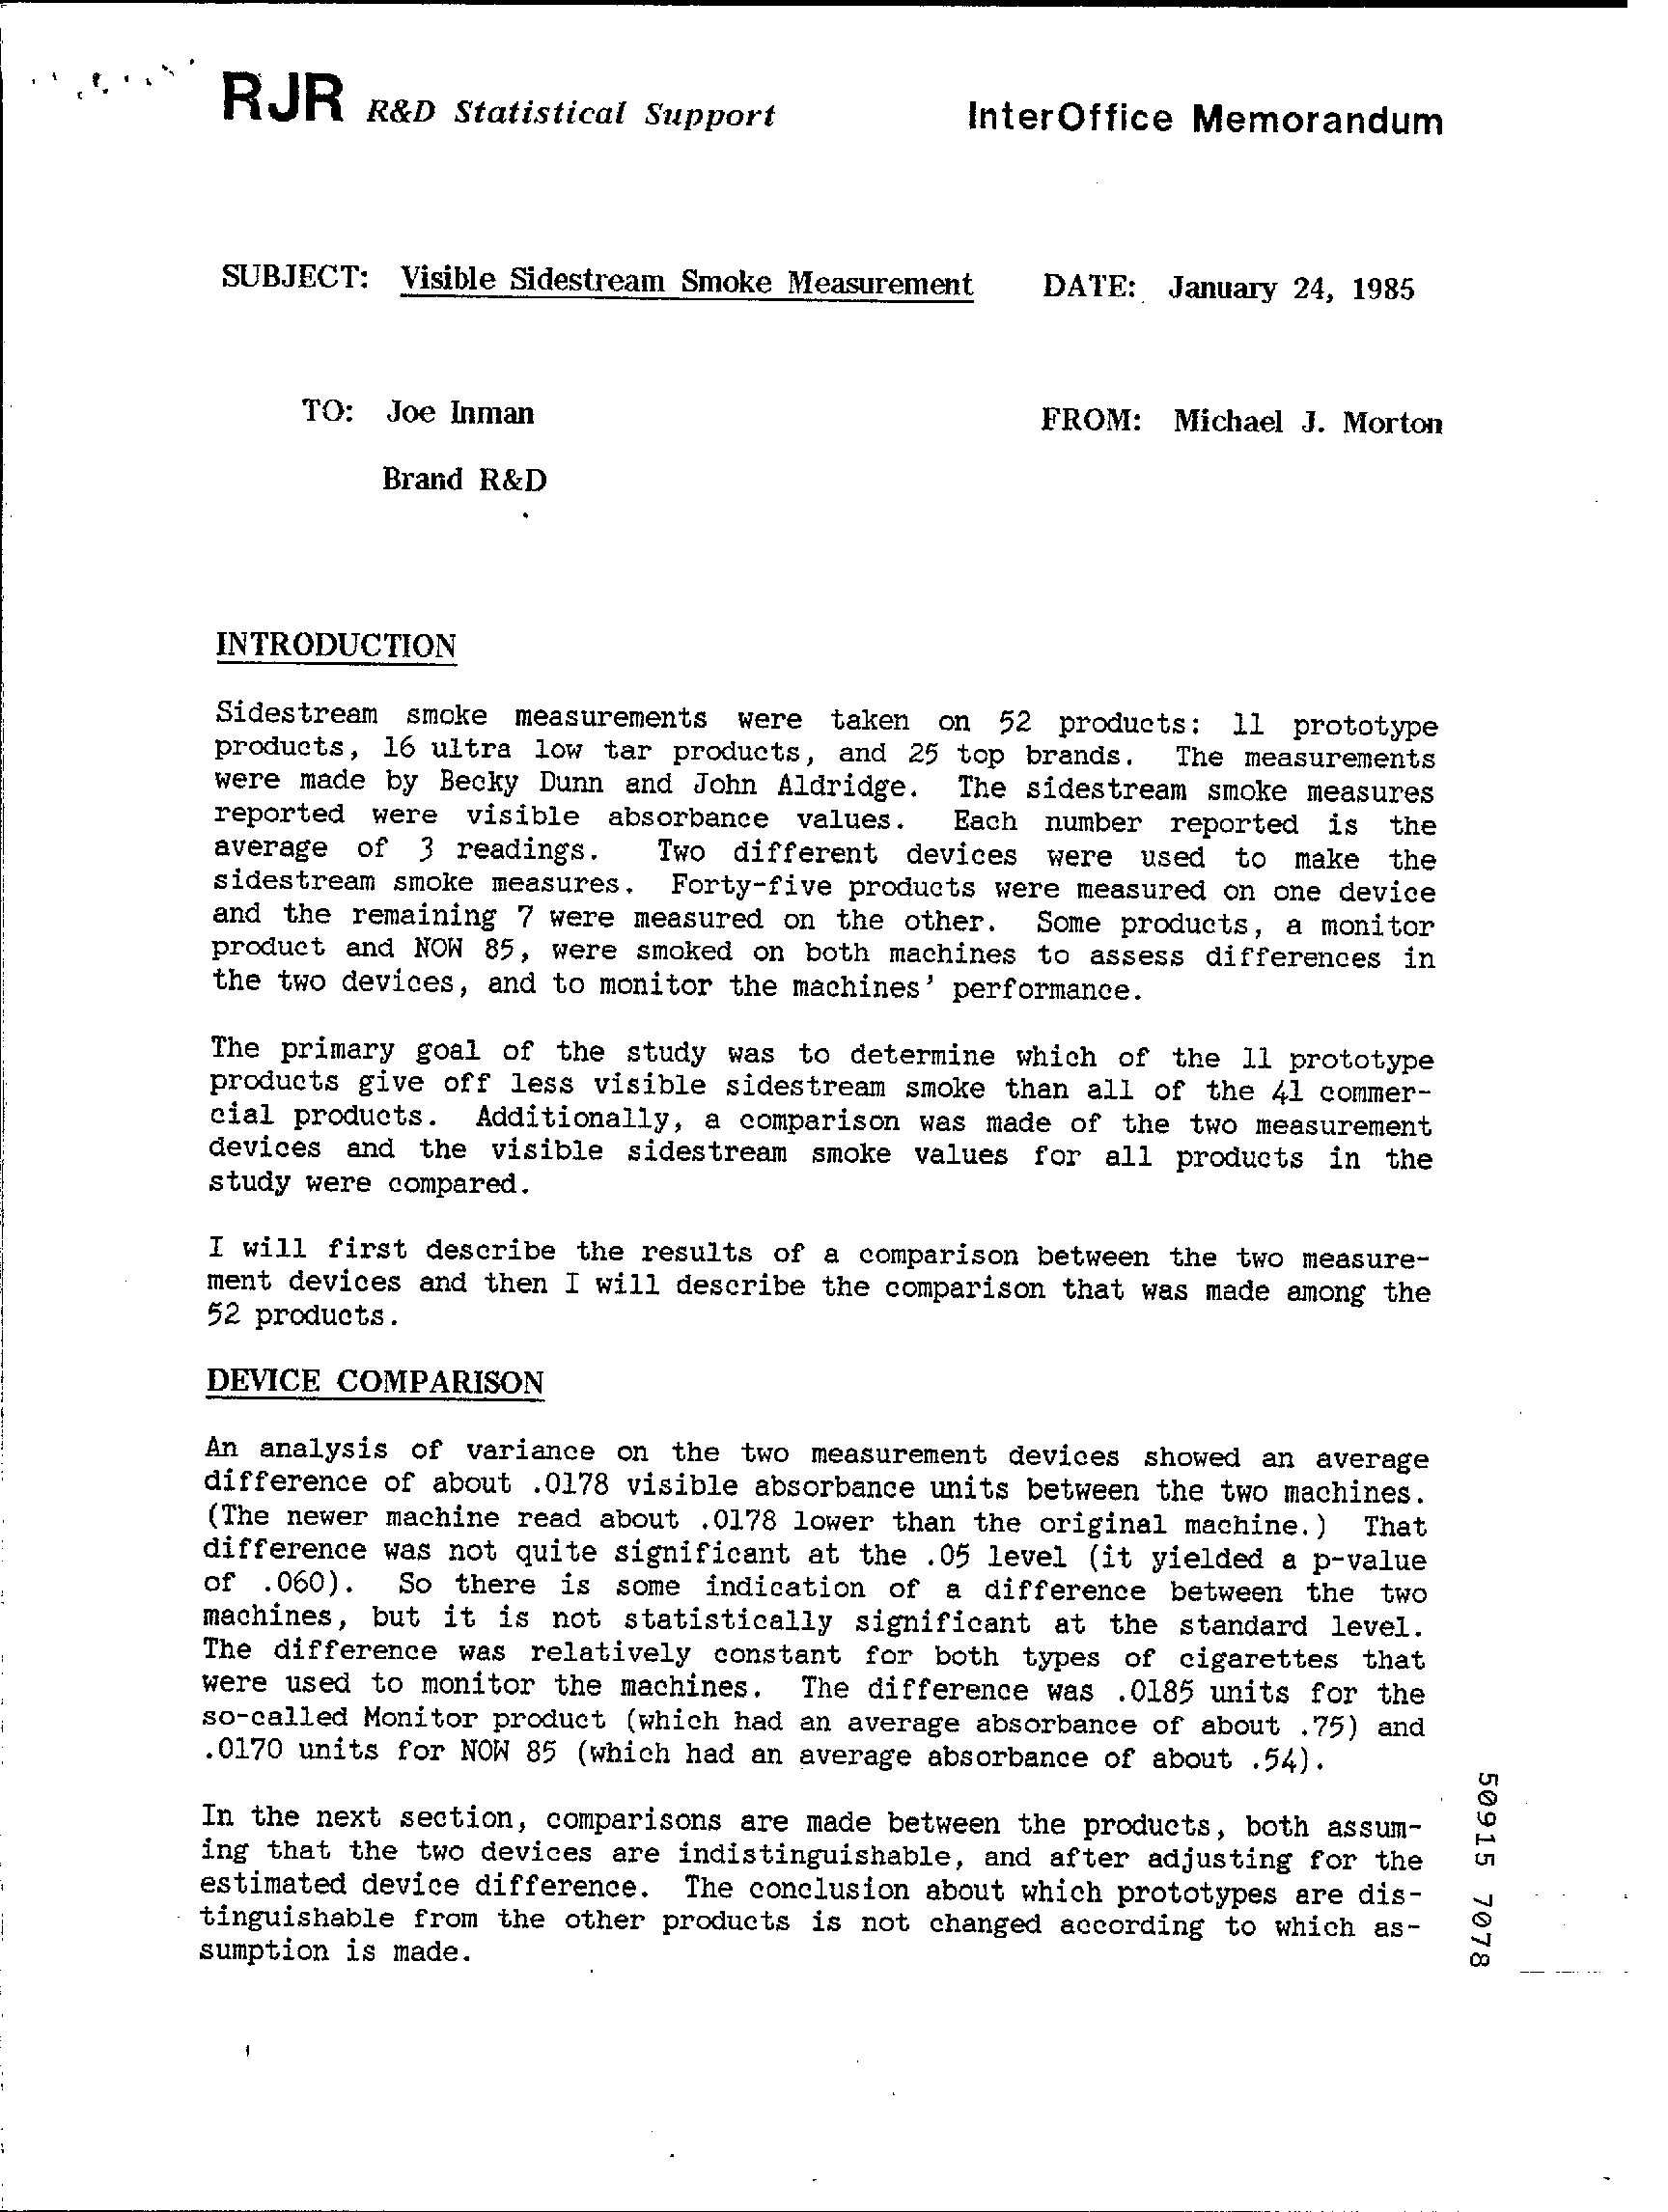 RJR R&D Statistical Support InterOffice Memorandum
SUBJECT: Visible Sidestream Smoke Measurement DATE: January 24, 1985
TO: Joe Inman FROM: Michael J. Morton
Brand R&D
INTRODUCTION
Sidestream smoke measurements were taken on 52 products: 11 prototype
products, 16 ultra low tar products, and 25 top brands. The measurements
were made by Becky Dunn and John Aldridge. The sidestream smoke measures
reported were visible absorbance values. Each number reported is the
average of 3 readings. Two different devices were used to make the
sidestream smoke measures. Forty-five products were measured on one device
and the remaining 7 were measured on the other. Some products, a monitor
product and NOW 85, were smoked on both machines to assess differences in
the two devices, and to monitor the machines' performance.
The primary goal of the study was to determine which of the 11 prototype
products give off less visible sidestream smoke than all of the 41 commer-
cial products. Additionally, a comparison was made of the two measurement
devices and the visible sidestream smoke values for all products in the
study were compared.
I will first describe the results of a comparison between the two measure-
ment devices and then I will describe the comparison that was made among the
52 products.
DEVICE COMPARISON
An analysis of variance on the two measurement devices showed an average
difference of about .0178 visible absorbance units between the two machines.
(The newer machine read about .0178 lower than the original machine.) That
difference was not quite significant at the .05 level (it yielded a p-value
of .060). So there is some indication of a difference between the two
machines, but it is not statistically significant at the standard level.
The difference was relatively constant for both types of cigarettes that
were used to monitor the machines. The difference was .0185 units for the
so-called Monitor product (which had an average absorbance of about .75) and
.0170 units for NOW 85 (which had an average absorbance of about .54).
In the next section, comparisons are made between the products, both assum-
ing that the two devices are indistinguishable, and after adjusting for the
estimated device difference. The conclusion about which prototypes are dis-
tinguishable from the other products is not changed according to which as-
sumption is made.
50915 7078